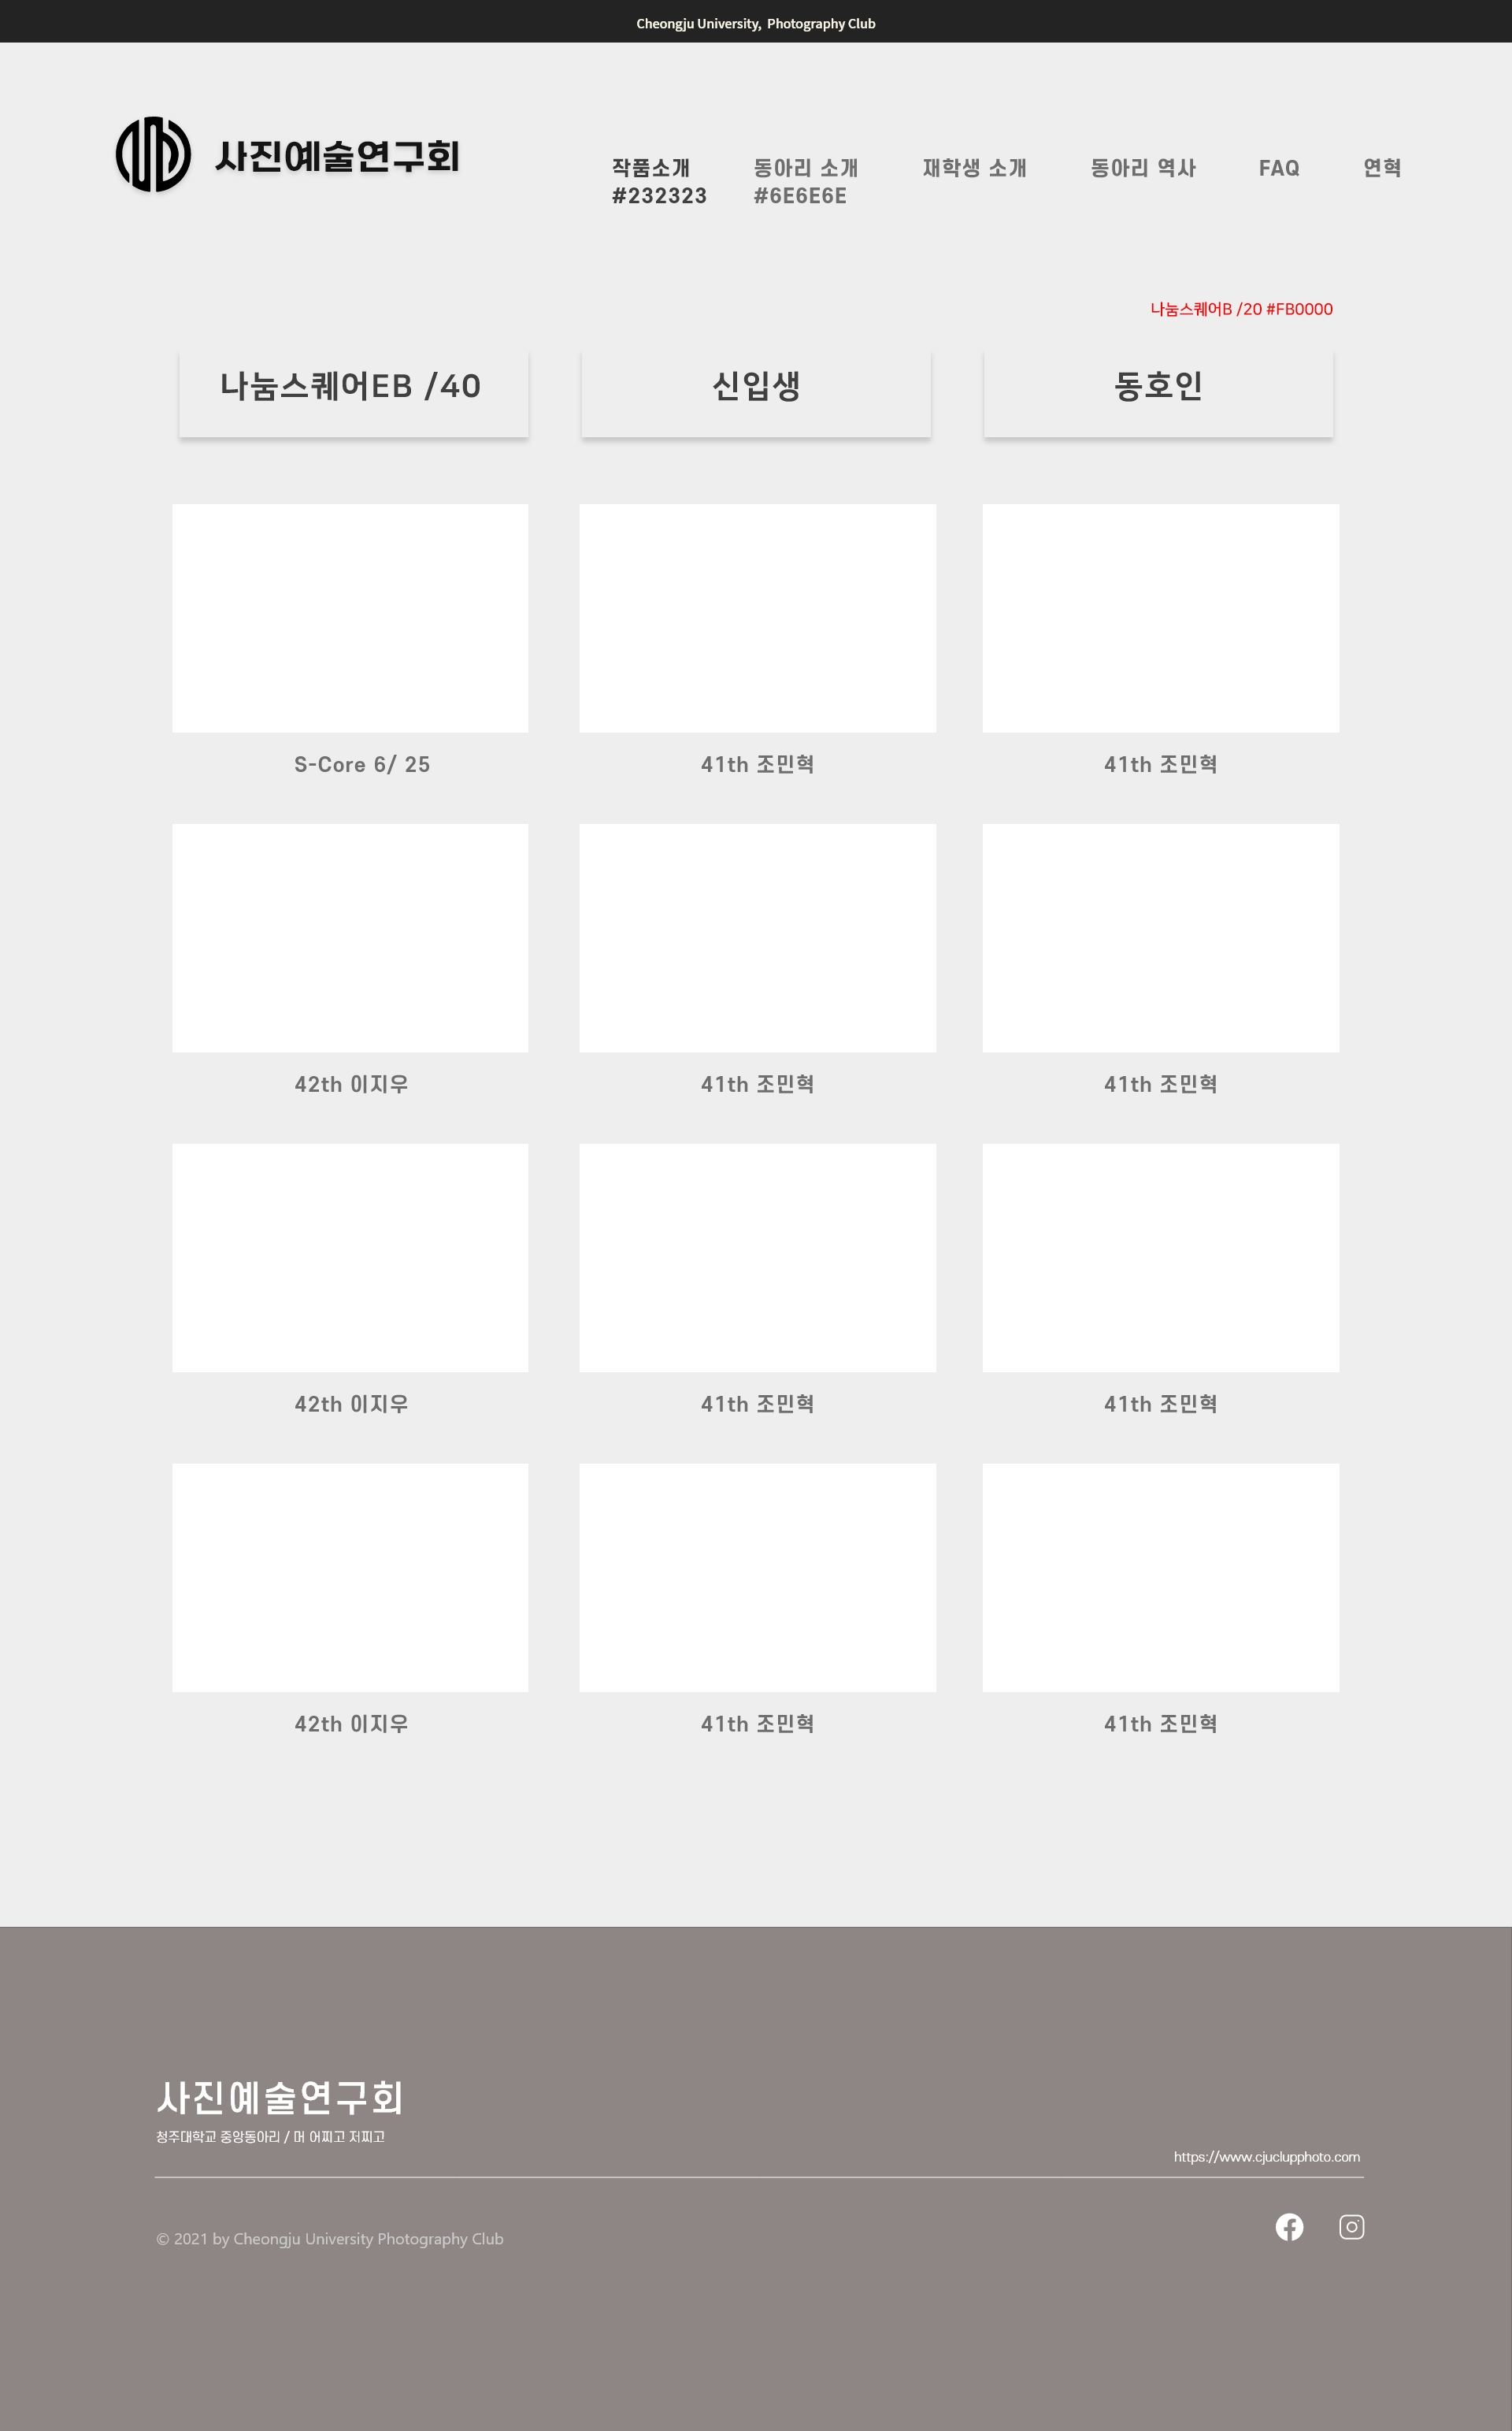 Cheongju University, Photography Club
사진예술연구회
작품소개 동아리 소개 재학생 소개 동아리 역사 FAQ 연혁
#232323 #6E6E6E
나눔스퀘어B /20 #FB0000
나눔스퀘어EB /40 신입생 동호인
S-Core 6/ 25 41th 조민혁 41th 조민혁
42th 이지우 41th 조민혁 41th 조민혁
42th 이지우 41th 조민혁 41th 조민혁
42th 이지우 41th 조민혁 41th 조민혁
사진예술연구회
청주대학교 중앙동아리 / 머 어찌고 저찌고
https://www.cjuclupphoto.com
© 2021 by Cheongju University Photography Club